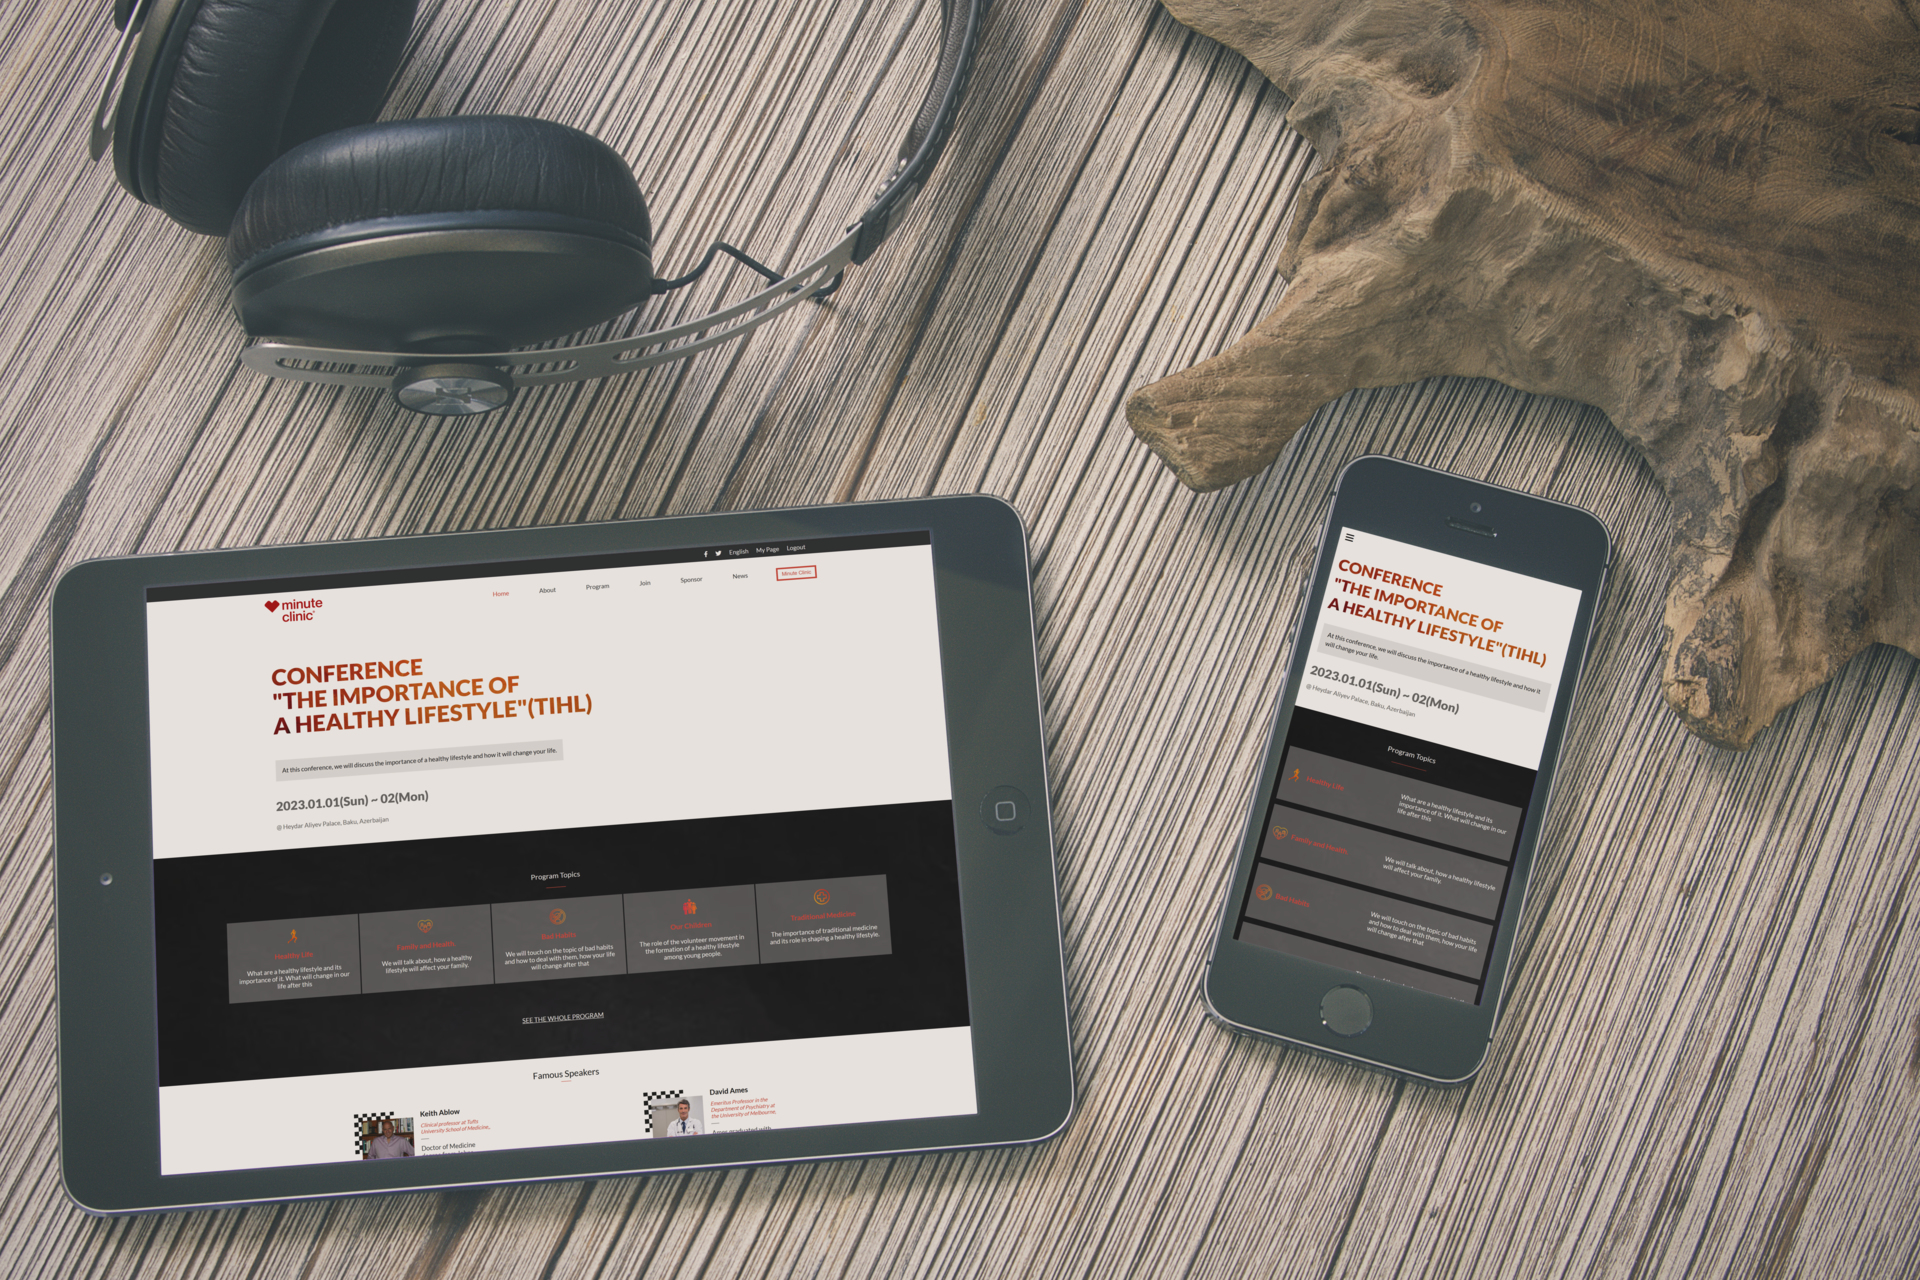 English My Page Logout
minute
clinic
Home About Program Join Sponsor News Minute Clinic
CONFERENCE
"THE IMPORTANCE OF
A HEALTHY LIFESTYLE"(TIHL)
At this conference, we will discuss the importance of a healthy lifestyle and how it will change your life.
2023.01.01(Sun) ~ 02(Mon)
@ Heydar Aliyev Palace, Baku, Azerbaijan
Program Topics
Healthy Life
What are a healthy lifestyle and its
importance of it. What will change in our
life after this
Family and Health
We will talk about, how a healthy
lifestyle will affect your family.
Bad Habits
We will touch on the topic of bad habits
and how to deal with them, how your life
will change after that
Our Children
The role of the volunteer movement in
the formation of a healthy lifestyle
among young people.
Traditional Medicine
The importance of traditional medicine
and its role in shaping a healthy lifestyle.
SEE THE WHOLE PROGRAM
Famous Speakers
Keith Ablow
Clinical professor at Tufts
University School of Medicine,
Doctor of Medicine
David Ames
Emeritus Professor in the
Department of Psychiatry at
the University of Melbourne,
Ames graduated with
CONFERENCE
"THE IMPORTANCE OF
A HEALTHY LIFESTYLE"(TIHL)
At this conference, we will discuss the importance of a healthy lifestyle and how it
will change your life.
2023.01.01(Sun) ~ 02(Mon)
@ Heydar Aliyev Palace, Baku, Azerbaijan
Program Topics
Healthy Life
What are a healthy lifestyle and its
importance of it. What will change in our
life after this
Family and Health
We will talk about, how a healthy lifestyle
will affect your family.
Bad Habits
We will touch on the topic of bad habits
and how to deal with them, how your life
will change after that